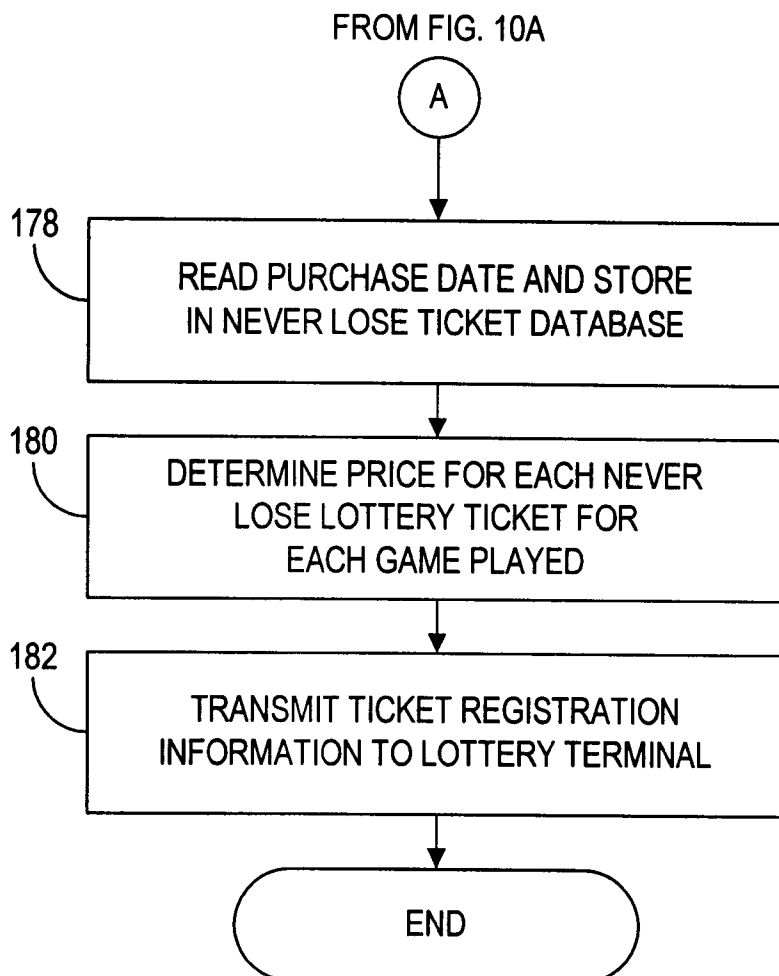 FROM FIG. 10A
A
178
READ PURCHASE DATE AND STORE
IN NEVER LOSE TICKET DATABASE
180
DETERMINE PRICE FOR EACH NEVER
LOSE LOTTERY TICKET FOR
EACH GAME PLAYED
182
TRANSMIT TICKET REGISTRATION
INFORMATION TO LOTTERY TERMINAL
END